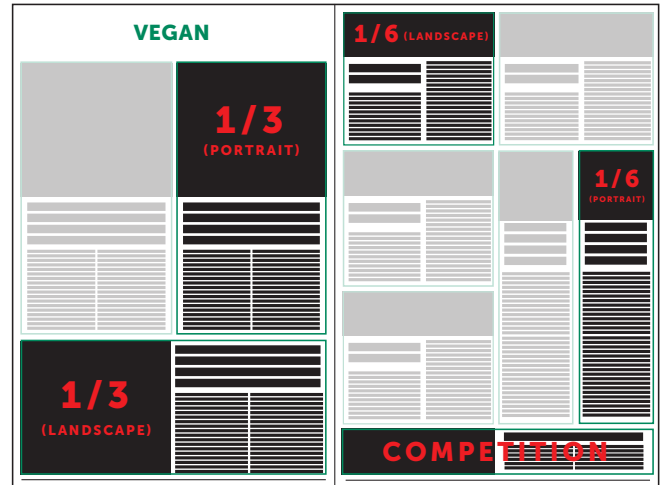 VEGAN
1/3
(PORTRAIT)
1/3
(LANDSCAPE)
1/6 (LANDSCAPE)
1/6
(PORTRAIT)
COMPETITION